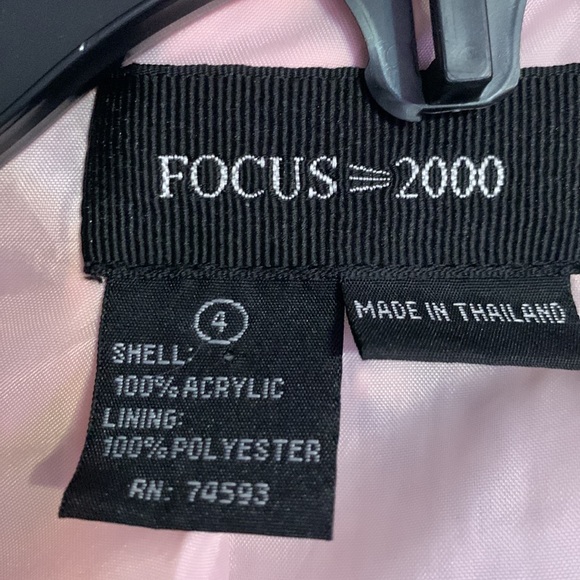 FOCUS 2000
4
SHELL:
100% ACRYLIC
LINING:
100% POLYESTER
RN: 74593
MADE IN THAILAND